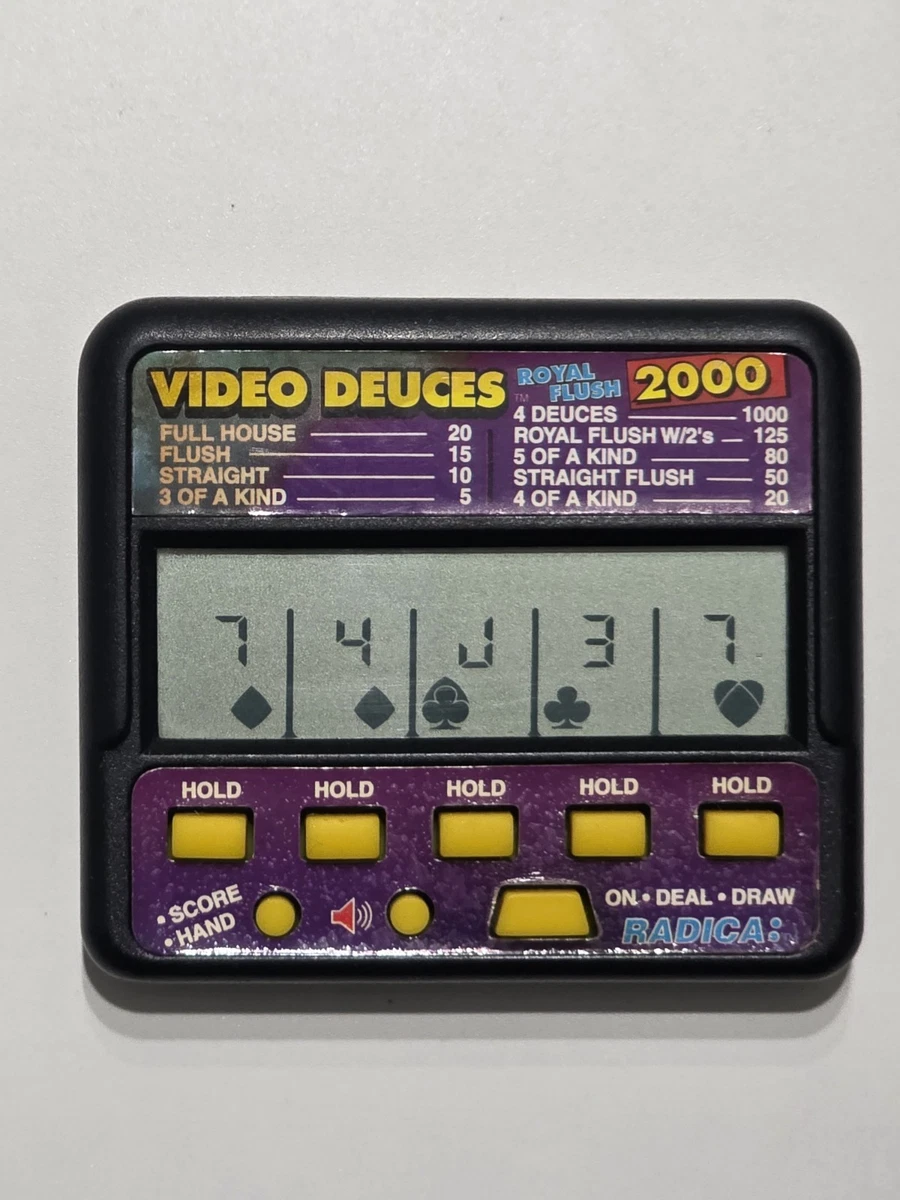 VIDEO DEUCES
FULL HOUSE 20
FLUSH 15
STRAIGHT 10
3 OF A KIND 5
ROYAL FLUSH 2000
TM
4 DEUCES 1000
ROYAL FLUSH W/2's 125
5 OF A KIND 80
STRAIGHT FLUSH 50
4 OF A KIND 20
7 4 J 3 7
HOLD HOLD HOLD HOLD HOLD
• SCORE
• HAND
ON • DEAL • DRAW
RADICA: